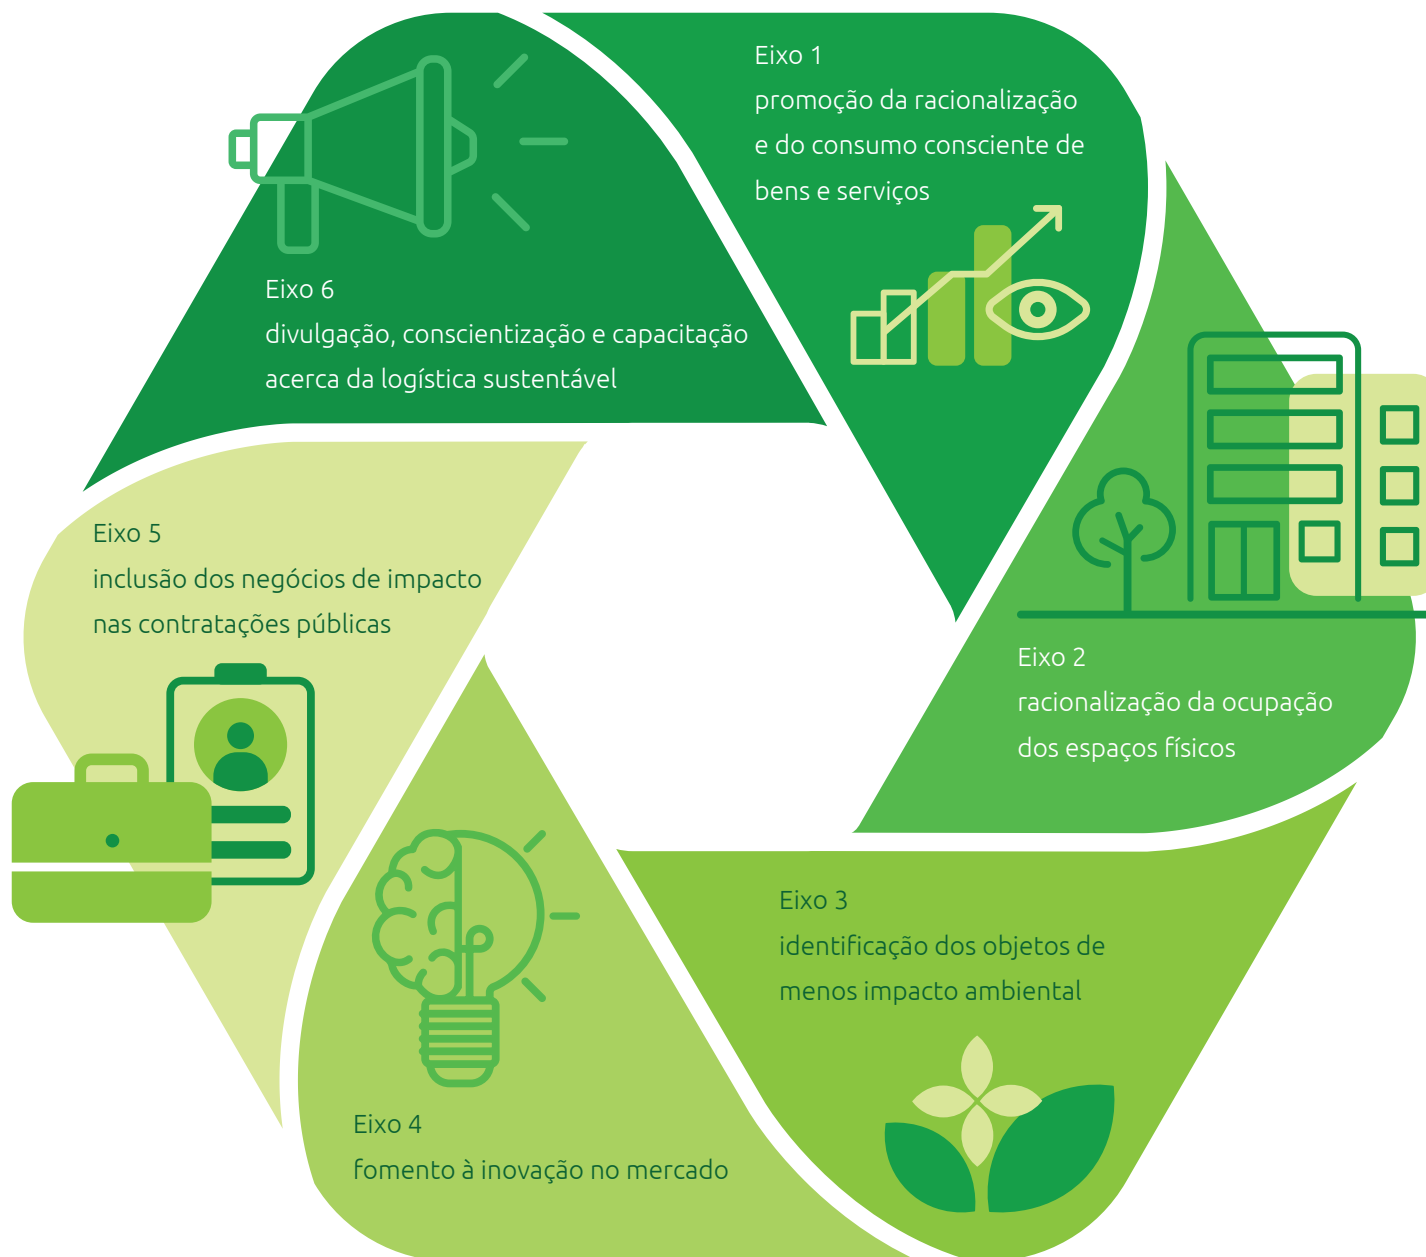 Eixo 1
promoção da racionalização
e do consumo consciente de
bens e serviços
Eixo 2
racionalização da ocupação
dos espaços físicos
Eixo 3
identificação dos objetos de
menos impacto ambiental
Eixo 4
fomento à inovação no mercado
Eixo 5
inclusão dos negócios de impacto
nas contratações públicas
Eixo 6
divulgação, conscientização e capacitação
acerca da logística sustentável